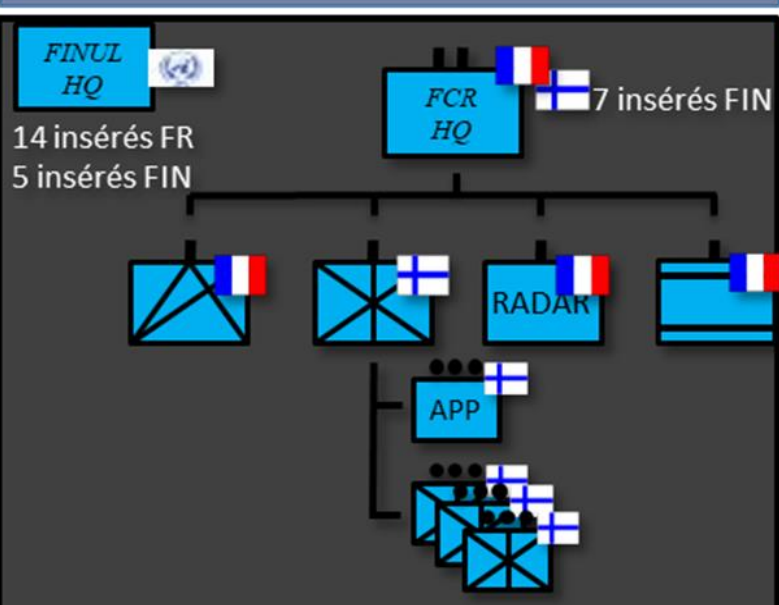 FINUL
HQ
14 insérés FR
5 insérés FIN
FCR
HQ
7 insérés FIN
RADAR
APP